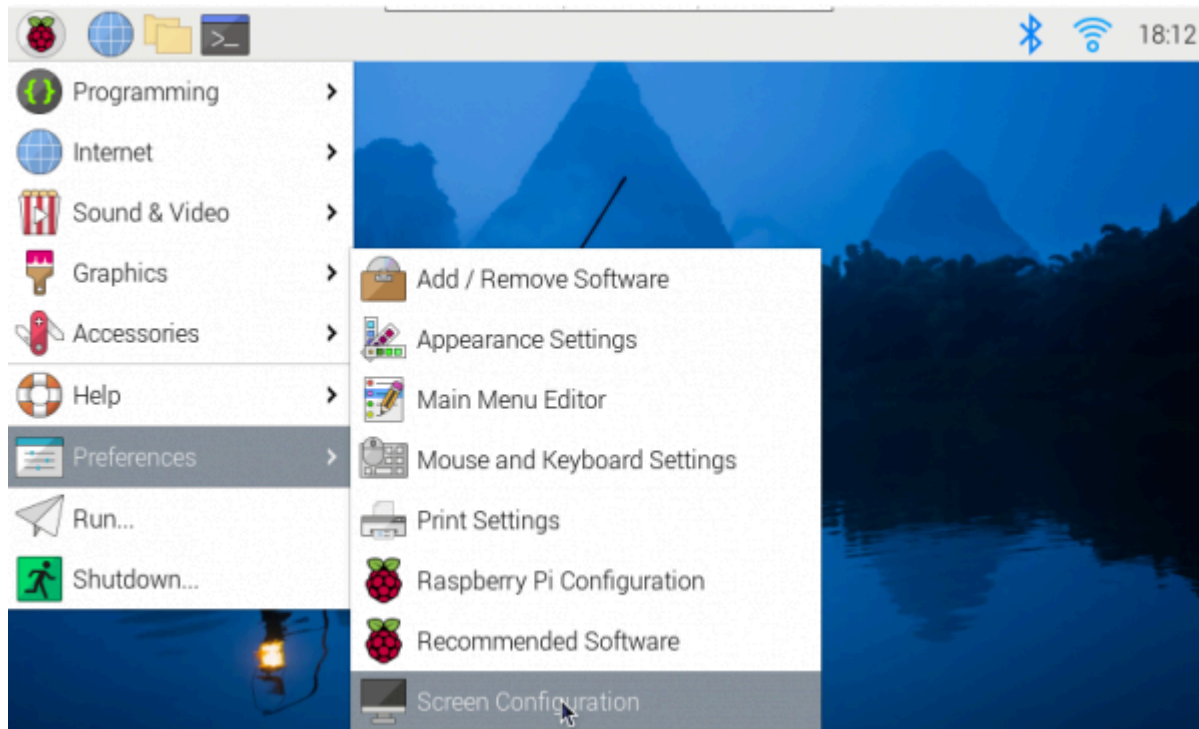 18:12
Programming
Internet
Sound & Video
Graphics
Accessories
Help
Preferences
Run...
Shutdown...
Add / Remove Software
Appearance Settings
Main Menu Editor
Mouse and Keyboard Settings
Print Settings
Raspberry Pi Configuration
Recommended Software
Screen Configuration